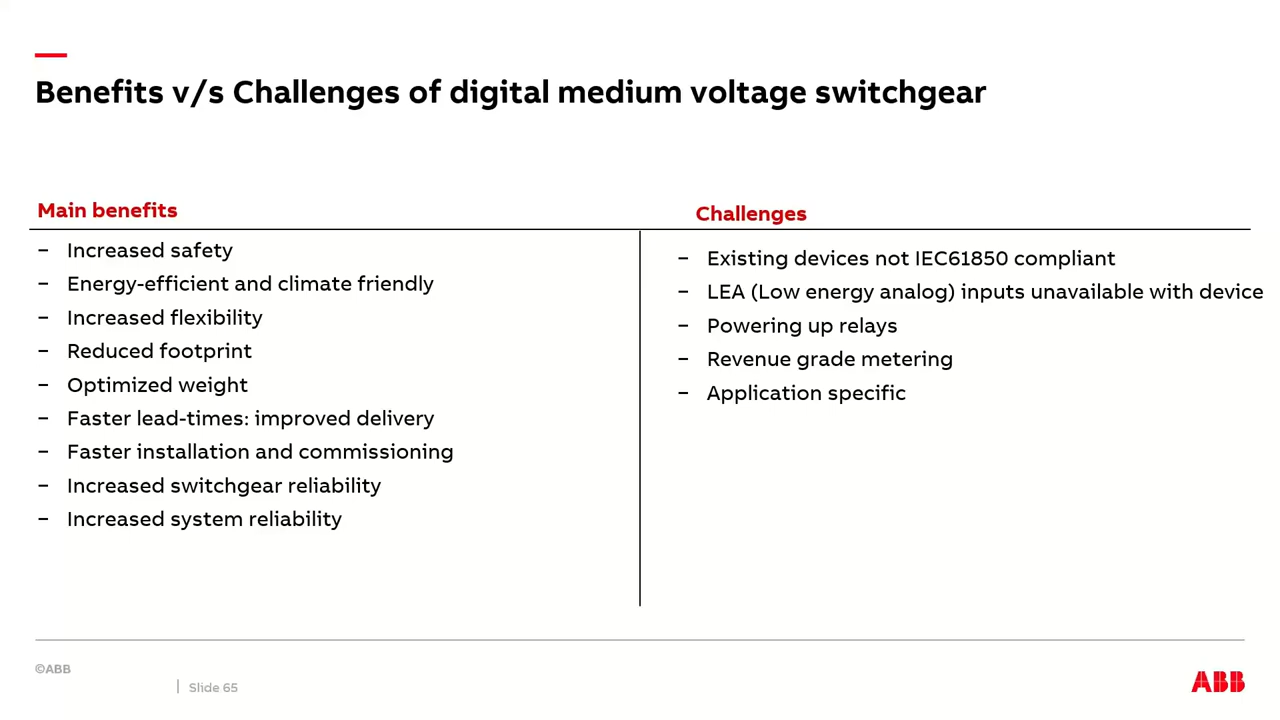 Benefits v/s Challenges of digital medium voltage switchgear
Main benefits
– Increased safety
– Energy-efficient and climate friendly
– Increased flexibility
– Reduced footprint
– Optimized weight
– Faster lead-times: improved delivery
– Faster installation and commissioning
– Increased switchgear reliability
– Increased system reliability
Challenges
– Existing devices not IEC61850 compliant
– LEA (Low energy analog) inputs unavailable with device
– Powering up relays
– Revenue grade metering
– Application specific
©ABB
Slide 65
ABB